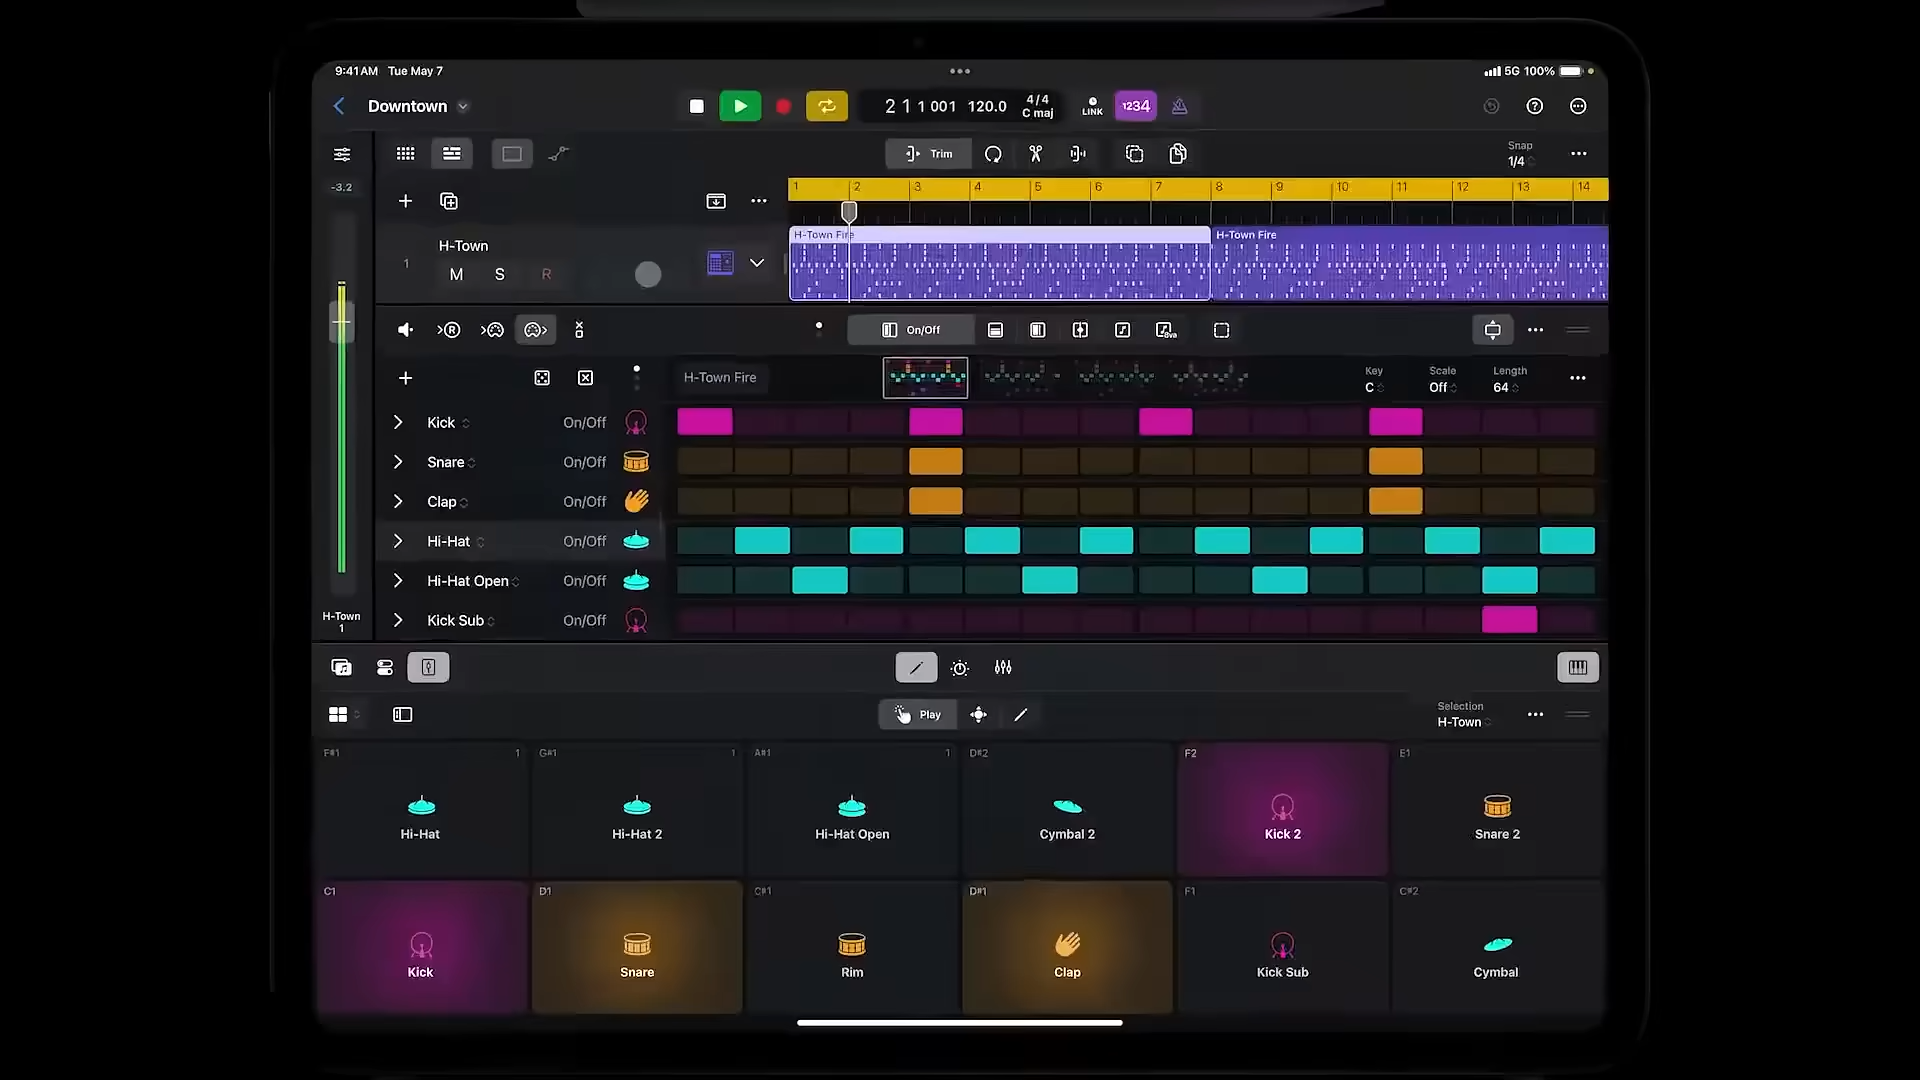 9:41 AM Tue May 7
5G 100%
Downtown
2 1 1 001 120.0 4/4 C maj
LINK
1234
Trim
Snap
1/4
-3.2
1 2 3 4 5 6 7 8 9 10 11 12 13 14
H-Town Fire H-Town Fire
1
H-Town
M S R
R
On/Off
8va
H-Town Fire
Key
C
Scale
Off
Length
64
Kick On/Off
Snare On/Off
Clap On/Off
Hi-Hat On/Off
Hi-Hat Open On/Off
Kick Sub On/Off
H-Town
1
Play
Selection
H-Town
F#1 1 G#1 1 A#1 1 D#2 F2 E1
Hi-Hat Hi-Hat 2 Hi-Hat Open Cymbal 2 Kick 2 Snare 2
C1 D1 C#1 D#1 F1 C#2
Kick Snare Rim Clap Kick Sub Cymbal